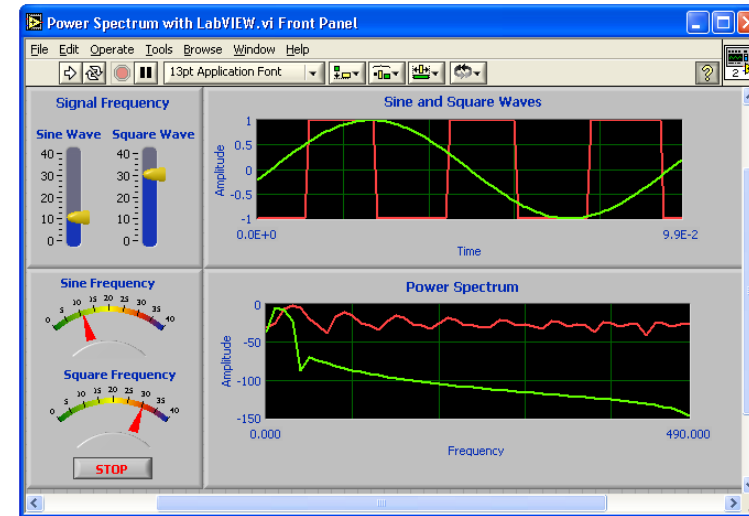 Power Spectrum with LabVIEW.vi Front Panel
File Edit Operate Tools Browse Window Help
13pt Application Font
?
2
Signal Frequency
Sine Wave Square Wave
40 40
30 30
20 20
10 10
0 0
Sine and Square Waves
Amplitude
1
0.5
0
-0.5
-1
0.0E+0 9.9E-2
Time
Sine Frequency
0 5 10 15 20 25 30 35 40
Square Frequency
0 5 10 15 20 25 30 35 40
STOP
Power Spectrum
Amplitude
0
-50
-100
-150
0.000 490.000
Frequency